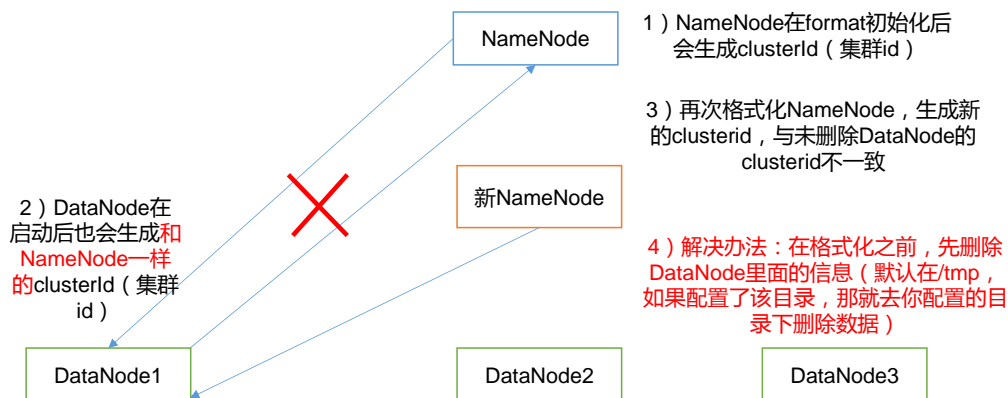 NameNode
1）NameNode在format初始化后
会生成clusterId（集群id）
3）再次格式化NameNode，生成新
的clusterid，与未删除DataNode的
clusterid不一致
新NameNode
2）DataNode在
启动后也会生成和
NameNode一样
的clusterId（集群
id）
4）解决办法：在格式化之前，先删除
DataNode里面的信息（默认在/tmp，
如果配置了该目录，那就去你配置的目
录下删除数据）
DataNode1
DataNode2
DataNode3